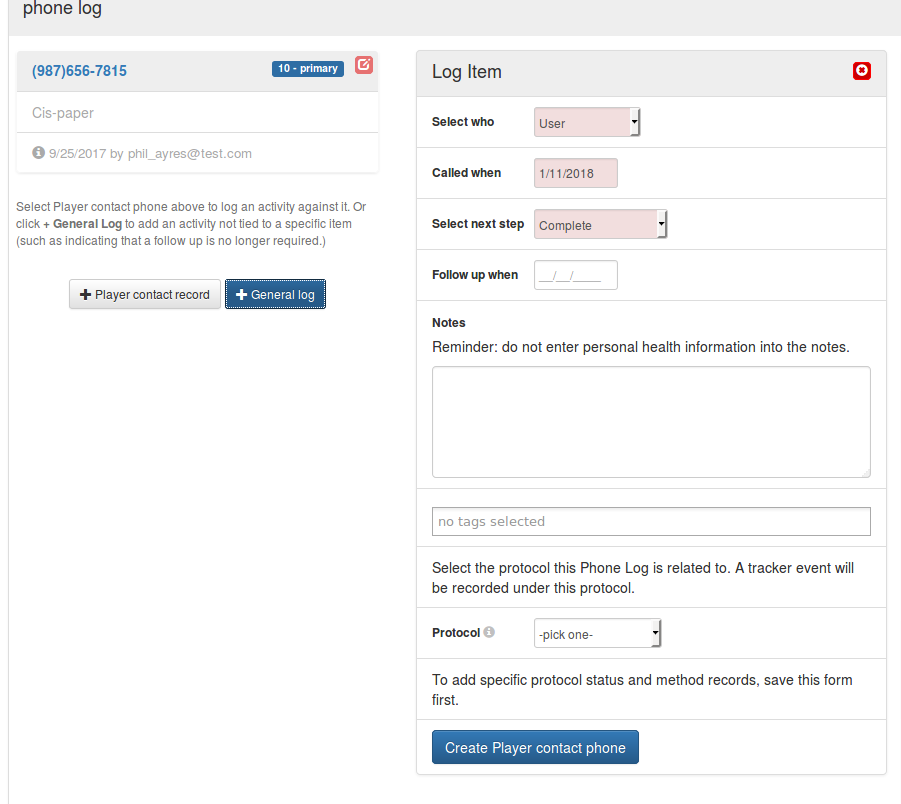 phone log
(987)656-7815
10 - primary
Cis-paper
9/25/2017 by phil_ayres@test.com
Select Player contact phone above to log an activity against it. Or
click + General Log to add an activity not tied to a specific item
(such as indicating that a follow up is no longer required.)
+ Player contact record
+ General log
Log Item
Select who
User
Called when
1/11/2018
Select next step
Complete
Follow up when
__/__/____
Notes
Reminder: do not enter personal health information into the notes.
no tags selected
Select the protocol this Phone Log is related to. A tracker event will
be recorded under this protocol.
Protocol
-pick one-
To add specific protocol status and method records, save this form
first.
Create Player contact phone